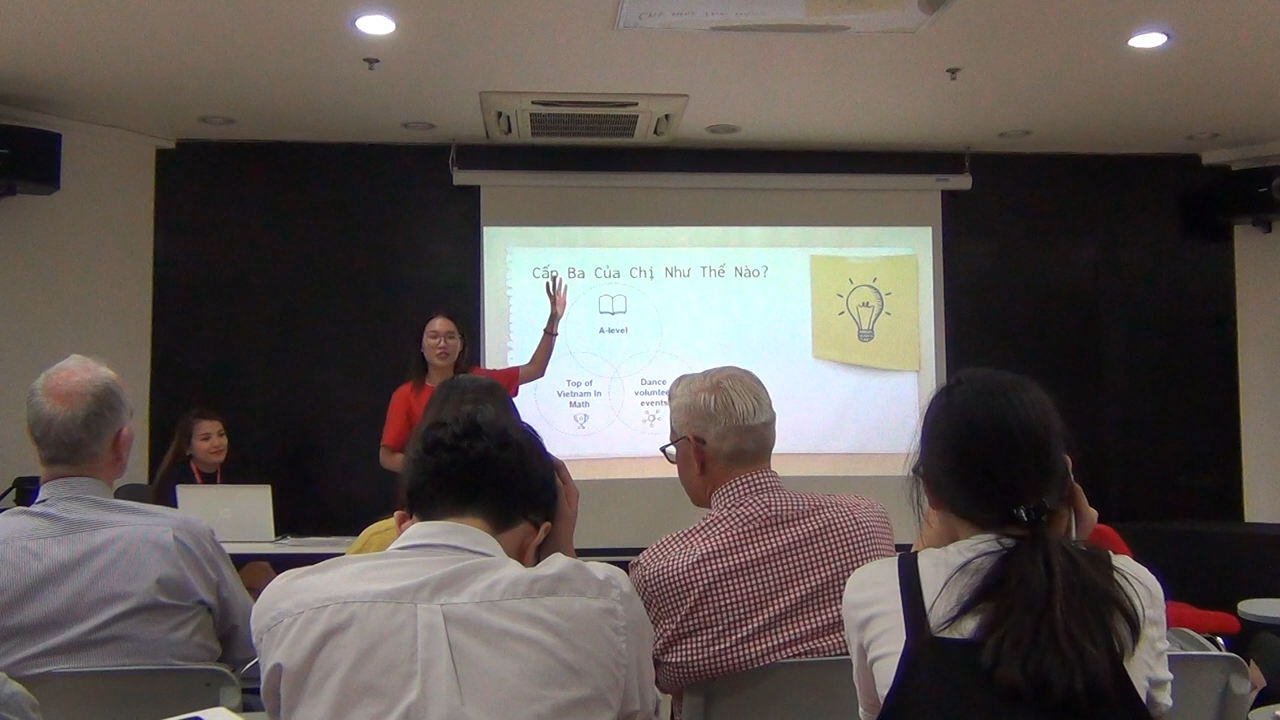 Cấp Ba Của Chị Như Thế Nào?
A-level
Top of
Vietnam In
Math
Dance
volunteer
events